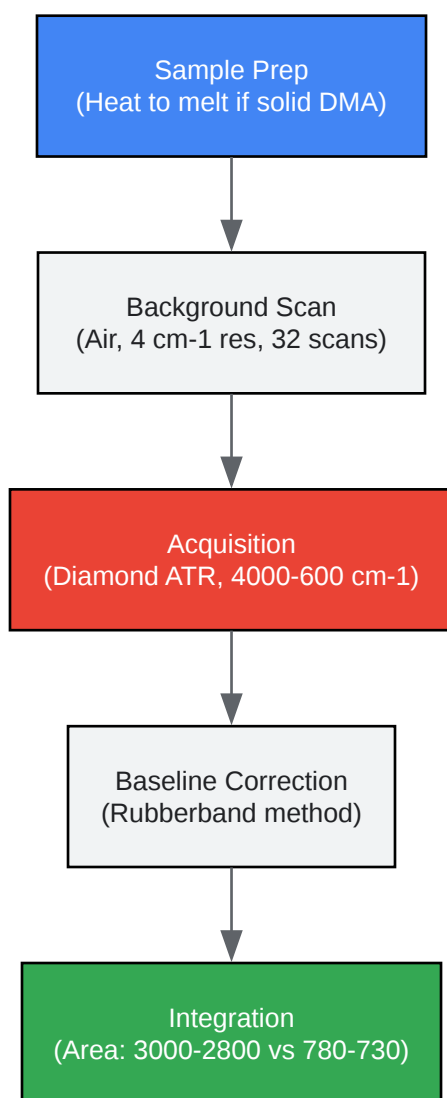 Sample Prep
(Heat to melt if solid DMA)
Background Scan
(Air, 4 cm-1 res, 32 scans)
Acquisition
(Diamond ATR, 4000-600 cm-1)
Baseline Correction
(Rubberband method)
Integration
(Area: 3000-2800 vs 780-730)